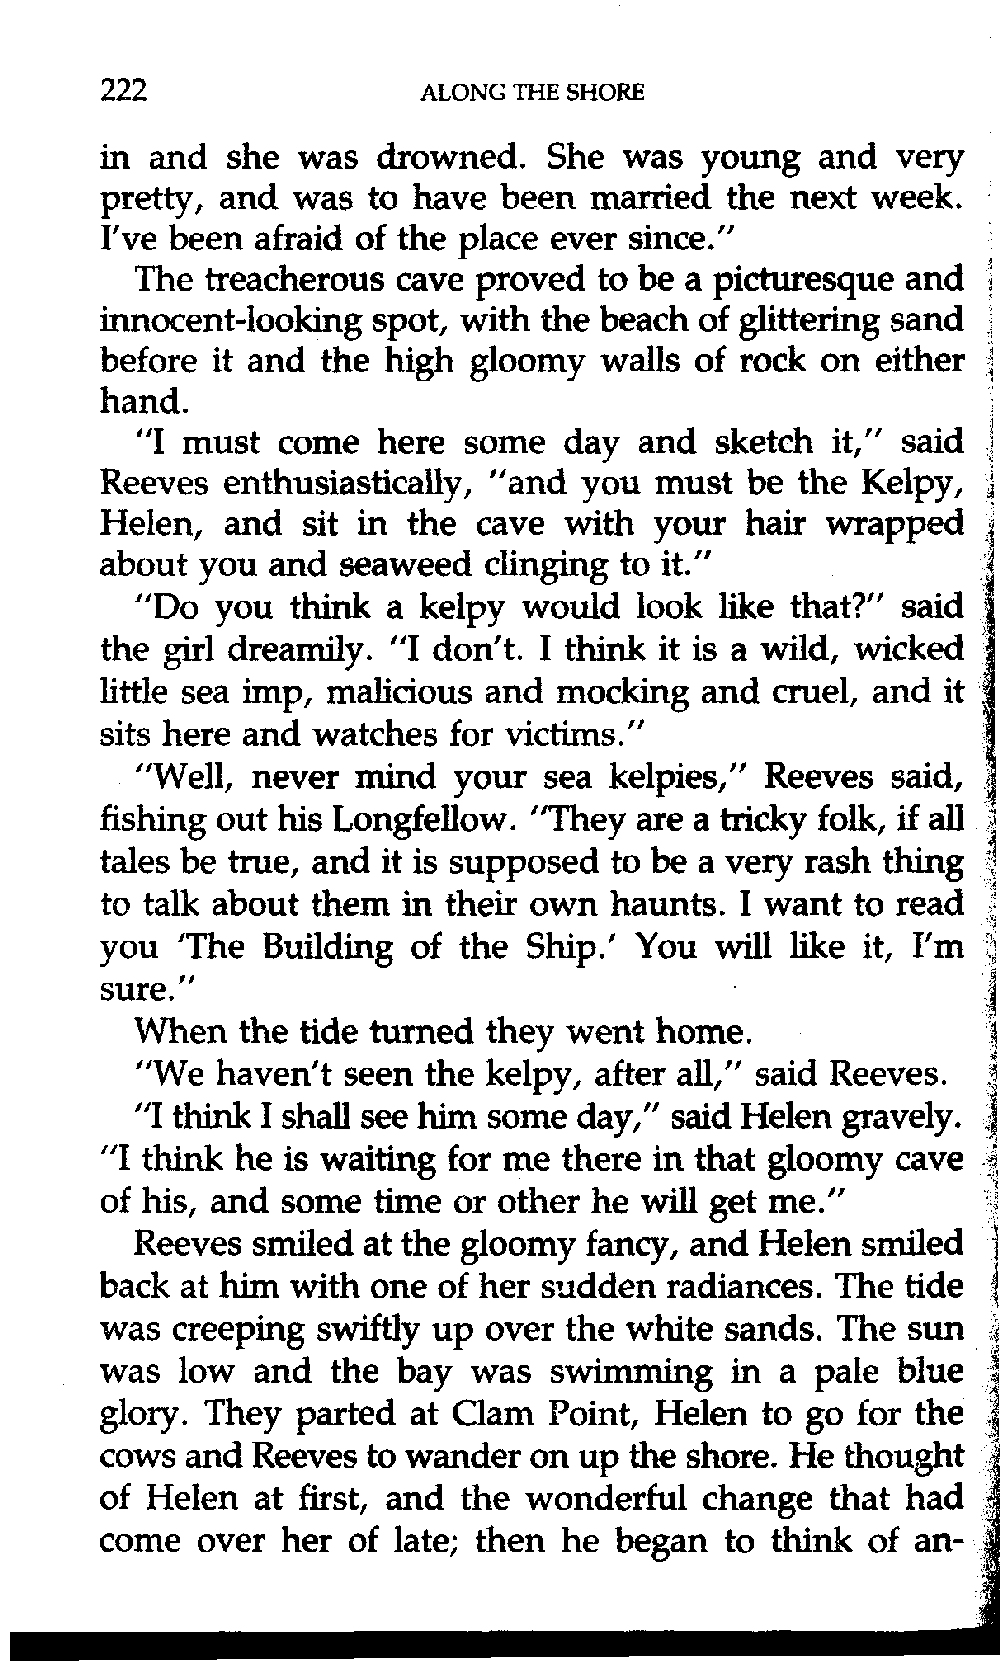 222 ALONG THE SHORE
in and she was drowned. She was young and very
pretty, and was to have been married the next week.
I've been afraid of the place ever since."
The treacherous cave proved to be a picturesque and
innocent-looking spot, with the beach of glittering sand
before it and the high gloomy walls of rock on either
hand.
"I must come here some day and sketch it," said
Reeves enthusiastically, "and you must be the Kelpy,
Helen, and sit in the cave with your hair wrapped
about you and seaweed clinging to it."
"Do you think a kelpy would look like that?" said
the girl dreamily. "I don't. I think it is a wild, wicked
little sea imp, malicious and mocking and cruel, and it
sits here and watches for victims."
"Well, never mind your sea kelpies," Reeves said,
fishing out his Longfellow. "They are a tricky folk, if all
tales be true, and it is supposed to be a very rash thing
to talk about them in their own haunts. I want to read
you 'The Building of the Ship.' You will like it, I'm
sure."
When the tide turned they went home.
"We haven't seen the kelpy, after all," said Reeves.
"I think I shall see him some day," said Helen gravely.
"I think he is waiting for me there in that gloomy cave
of his, and some time or other he will get me."
Reeves smiled at the gloomy fancy, and Helen smiled
back at him with one of her sudden radiances. The tide
was creeping swiftly up over the white sands. The sun
was low and the bay was swimming in a pale blue
glory. They parted at Clam Point, Helen to go for the
cows and Reeves to wander on up the shore. He thought
of Helen at first, and the wonderful change that had
come over her of late; then he began to think of an-